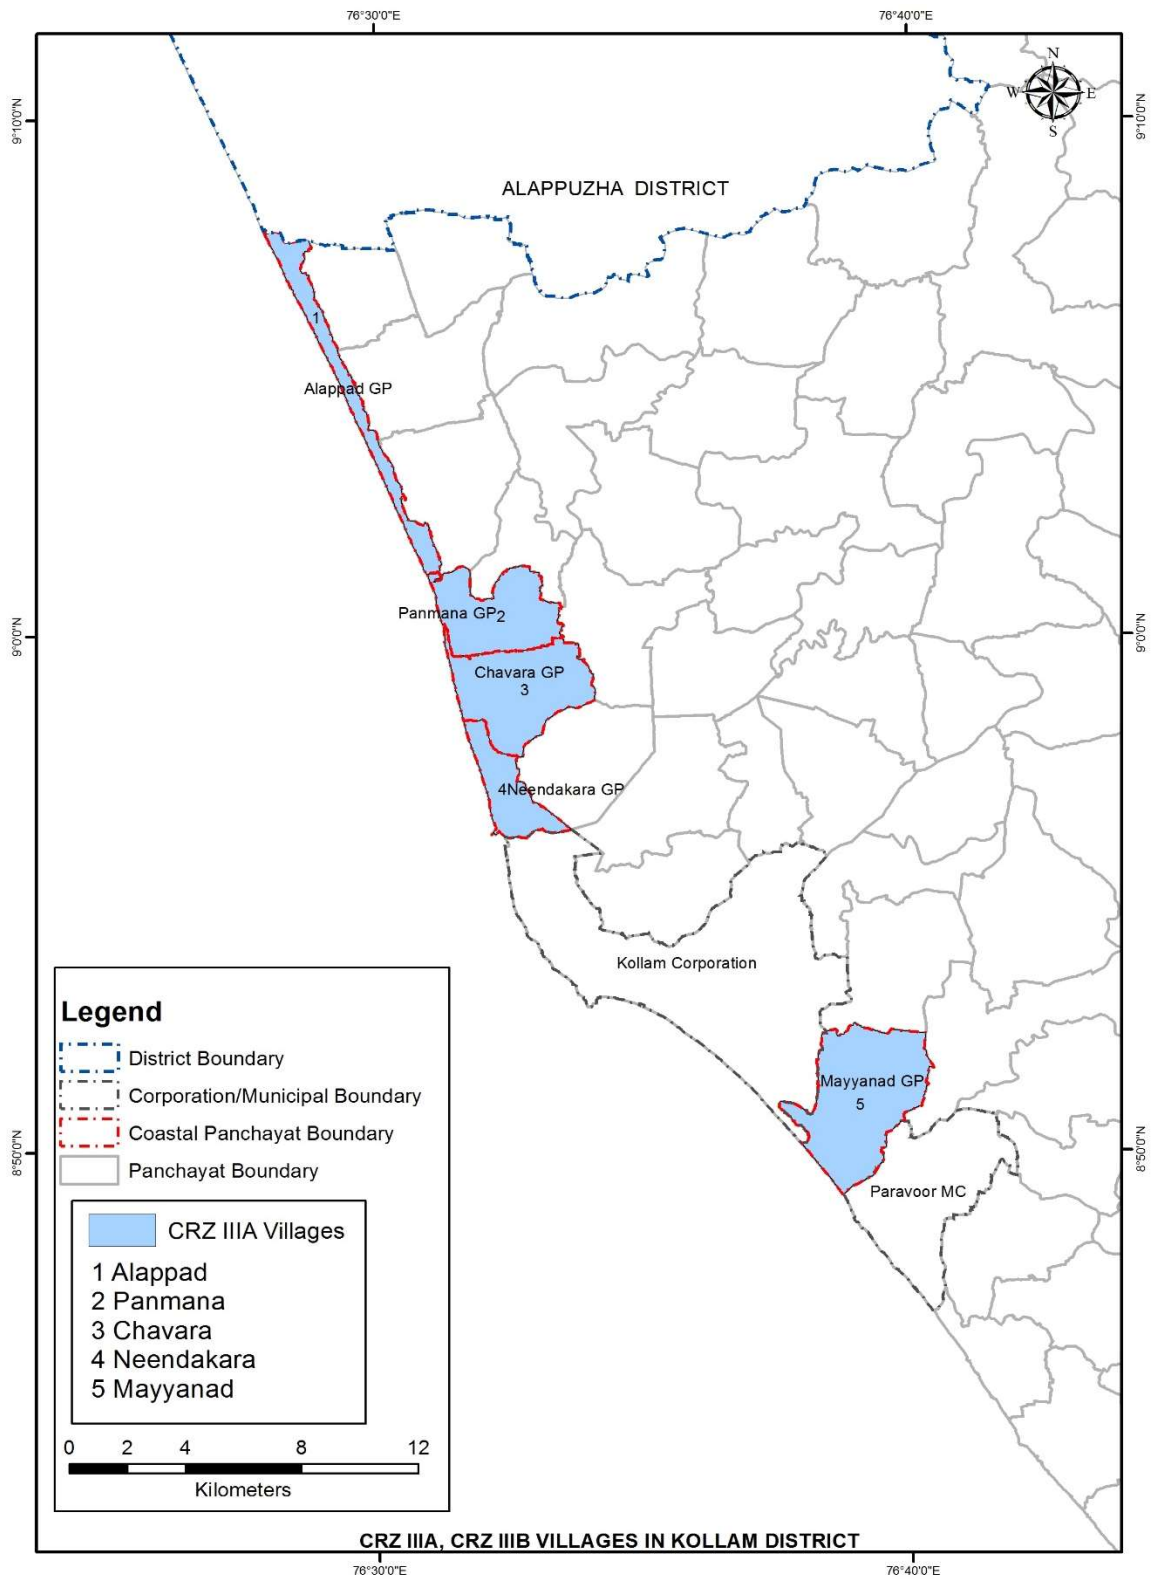 76°30'0"E
76°40'0"E
N
W E
S
9°10'0"N
9°10'0"N
ALAPPUZHA DISTRICT
1
Alappad GP
9°0'0"N
9°0'0"N
Panmana GP2
Chavara GP
3
4Neendakara GP
Kollam Corporation
Mayyanad GP
5
8°50'0"N
8°50'0"N
Paravoor MC
Legend
District Boundary
Corporation/Municipal Boundary
Coastal Panchayat Boundary
Panchayat Boundary
CRZ IIIA Villages
1 Alappad
2 Panmana
3 Chavara
4 Neendakara
5 Mayyanad
0 2 4 8 12
Kilometers
CRZ IIIA, CRZ IIIB VILLAGES IN KOLLAM DISTRICT
76°30'0"E
76°40'0"E